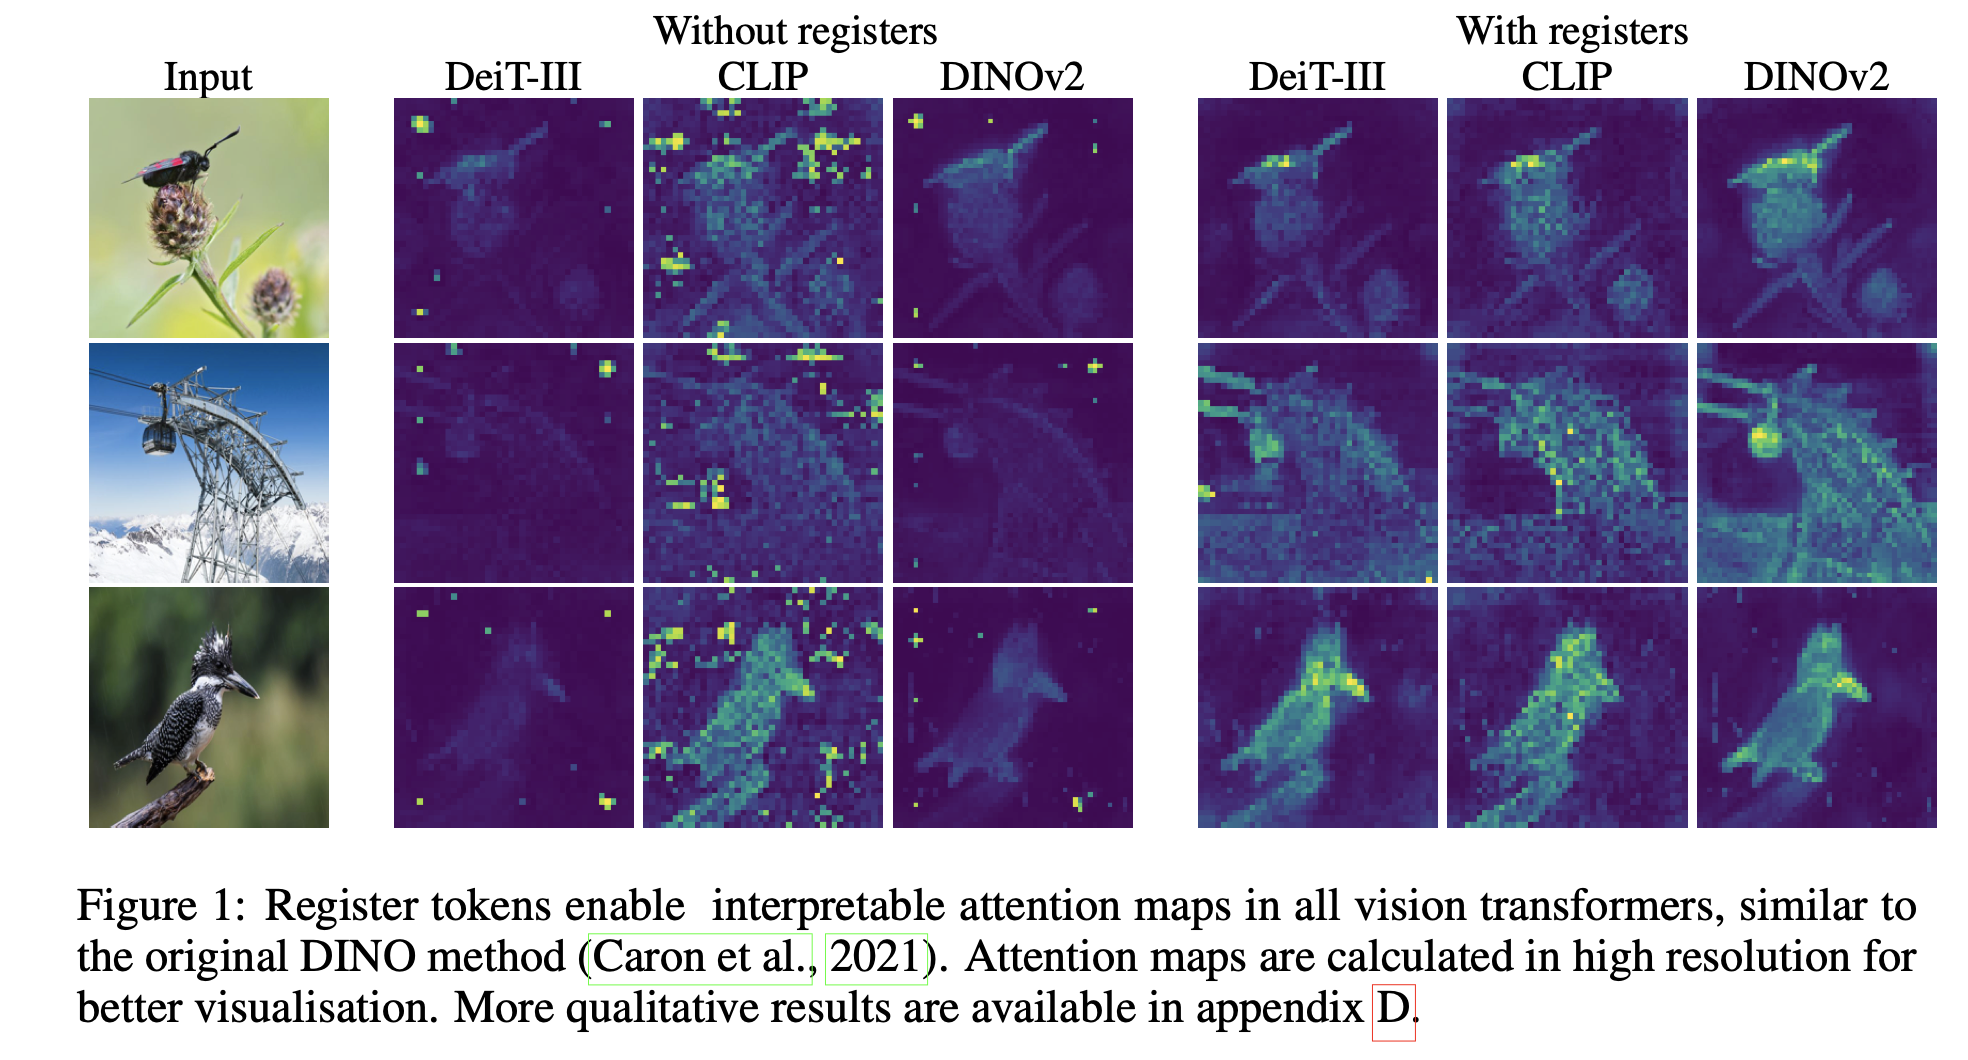 Without registers
With registers
Input
DeiT-III
CLIP
DINOv2
DeiT-III
CLIP
DINOv2
Figure 1: Register tokens enable interpretable attention maps in all vision transformers, similar to
the original DINO method (Caron et al., 2021). Attention maps are calculated in high resolution for
better visualisation. More qualitative results are available in appendix D.